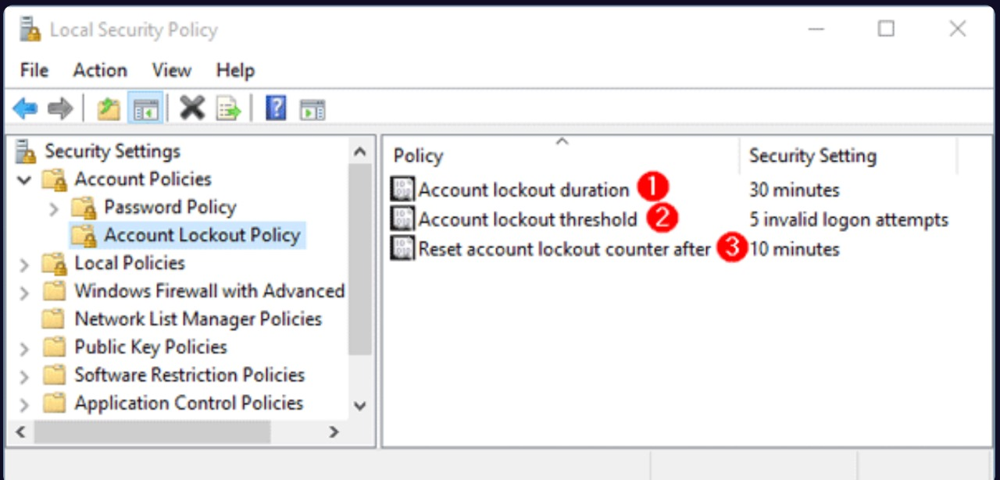 Local Security Policy
File Action View Help
Security Settings
Account Policies
Password Policy
Account Lockout Policy
Local Policies
Windows Firewall with Advanced
Network List Manager Policies
Public Key Policies
Software Restriction Policies
Application Control Policies
Policy Security Setting
Account lockout duration 1 30 minutes
Account lockout threshold 2 5 invalid logon attempts
Reset account lockout counter after 3 10 minutes